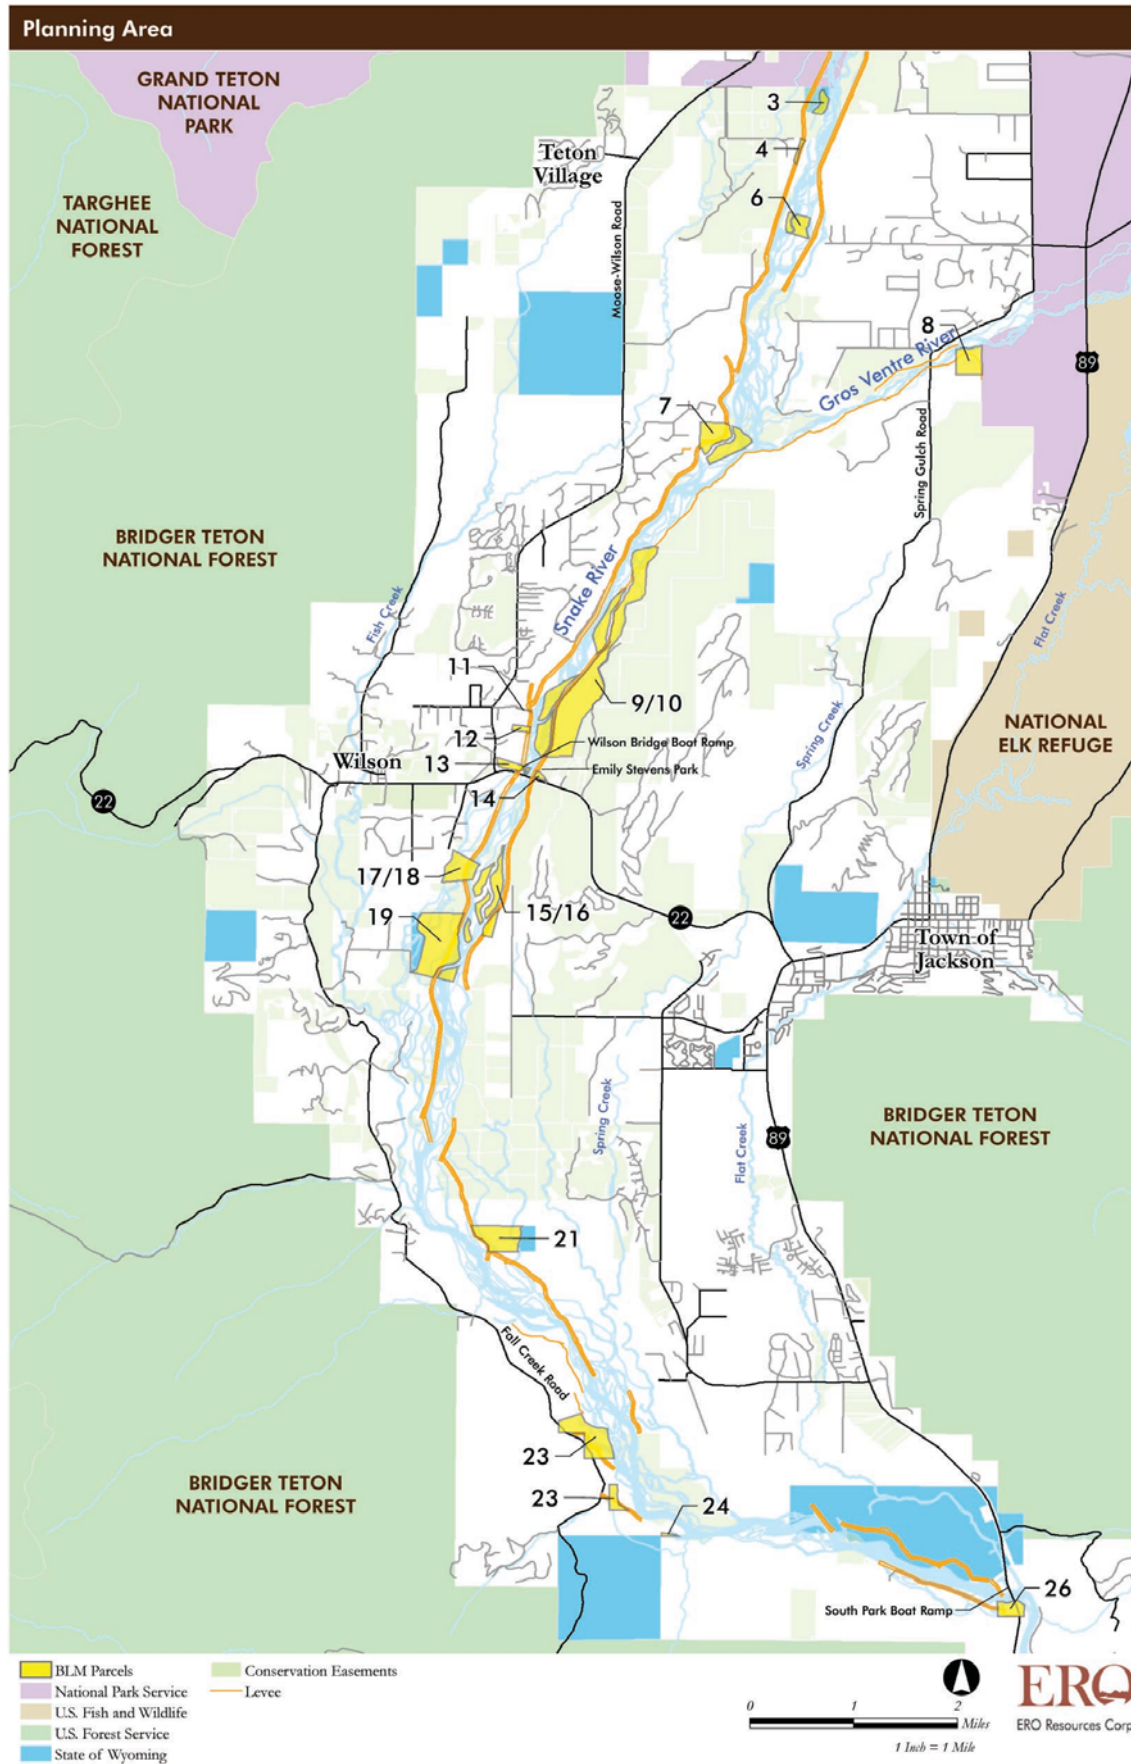 Planning Area
GRAND TETON
NATIONAL
PARK
3
Teton
Village
4
TARGHEE
NATIONAL
FOREST
6
Moose-Wilson Road
8
Gros Ventre River
89
7
Spring Gulch Road
BRIDGER TETON
NATIONAL FOREST
Snake River
Fish Creek
Flat Creek
11
9/10
NATIONAL
ELK REFUGE
Spring Creek
12
Wilson Bridge Boat Ramp
Wilson
13
Emily Stevens Park
14
22
17/18
15/16
19
22
Town of
Jackson
Spring Creek
Flat Creek
BRIDGER TETON
NATIONAL FOREST
89
21
Fall Creek Road
23
BRIDGER TETON
NATIONAL FOREST
23
24
26
South Park Boat Ramp
BLM Parcels
Conservation Easements
National Park Service
Levee
U.S. Fish and Wildlife
U.S. Forest Service
State of Wyoming
0
1
2
Miles
1 Inch = 1 Mile
ERO
ERO Resources Corp